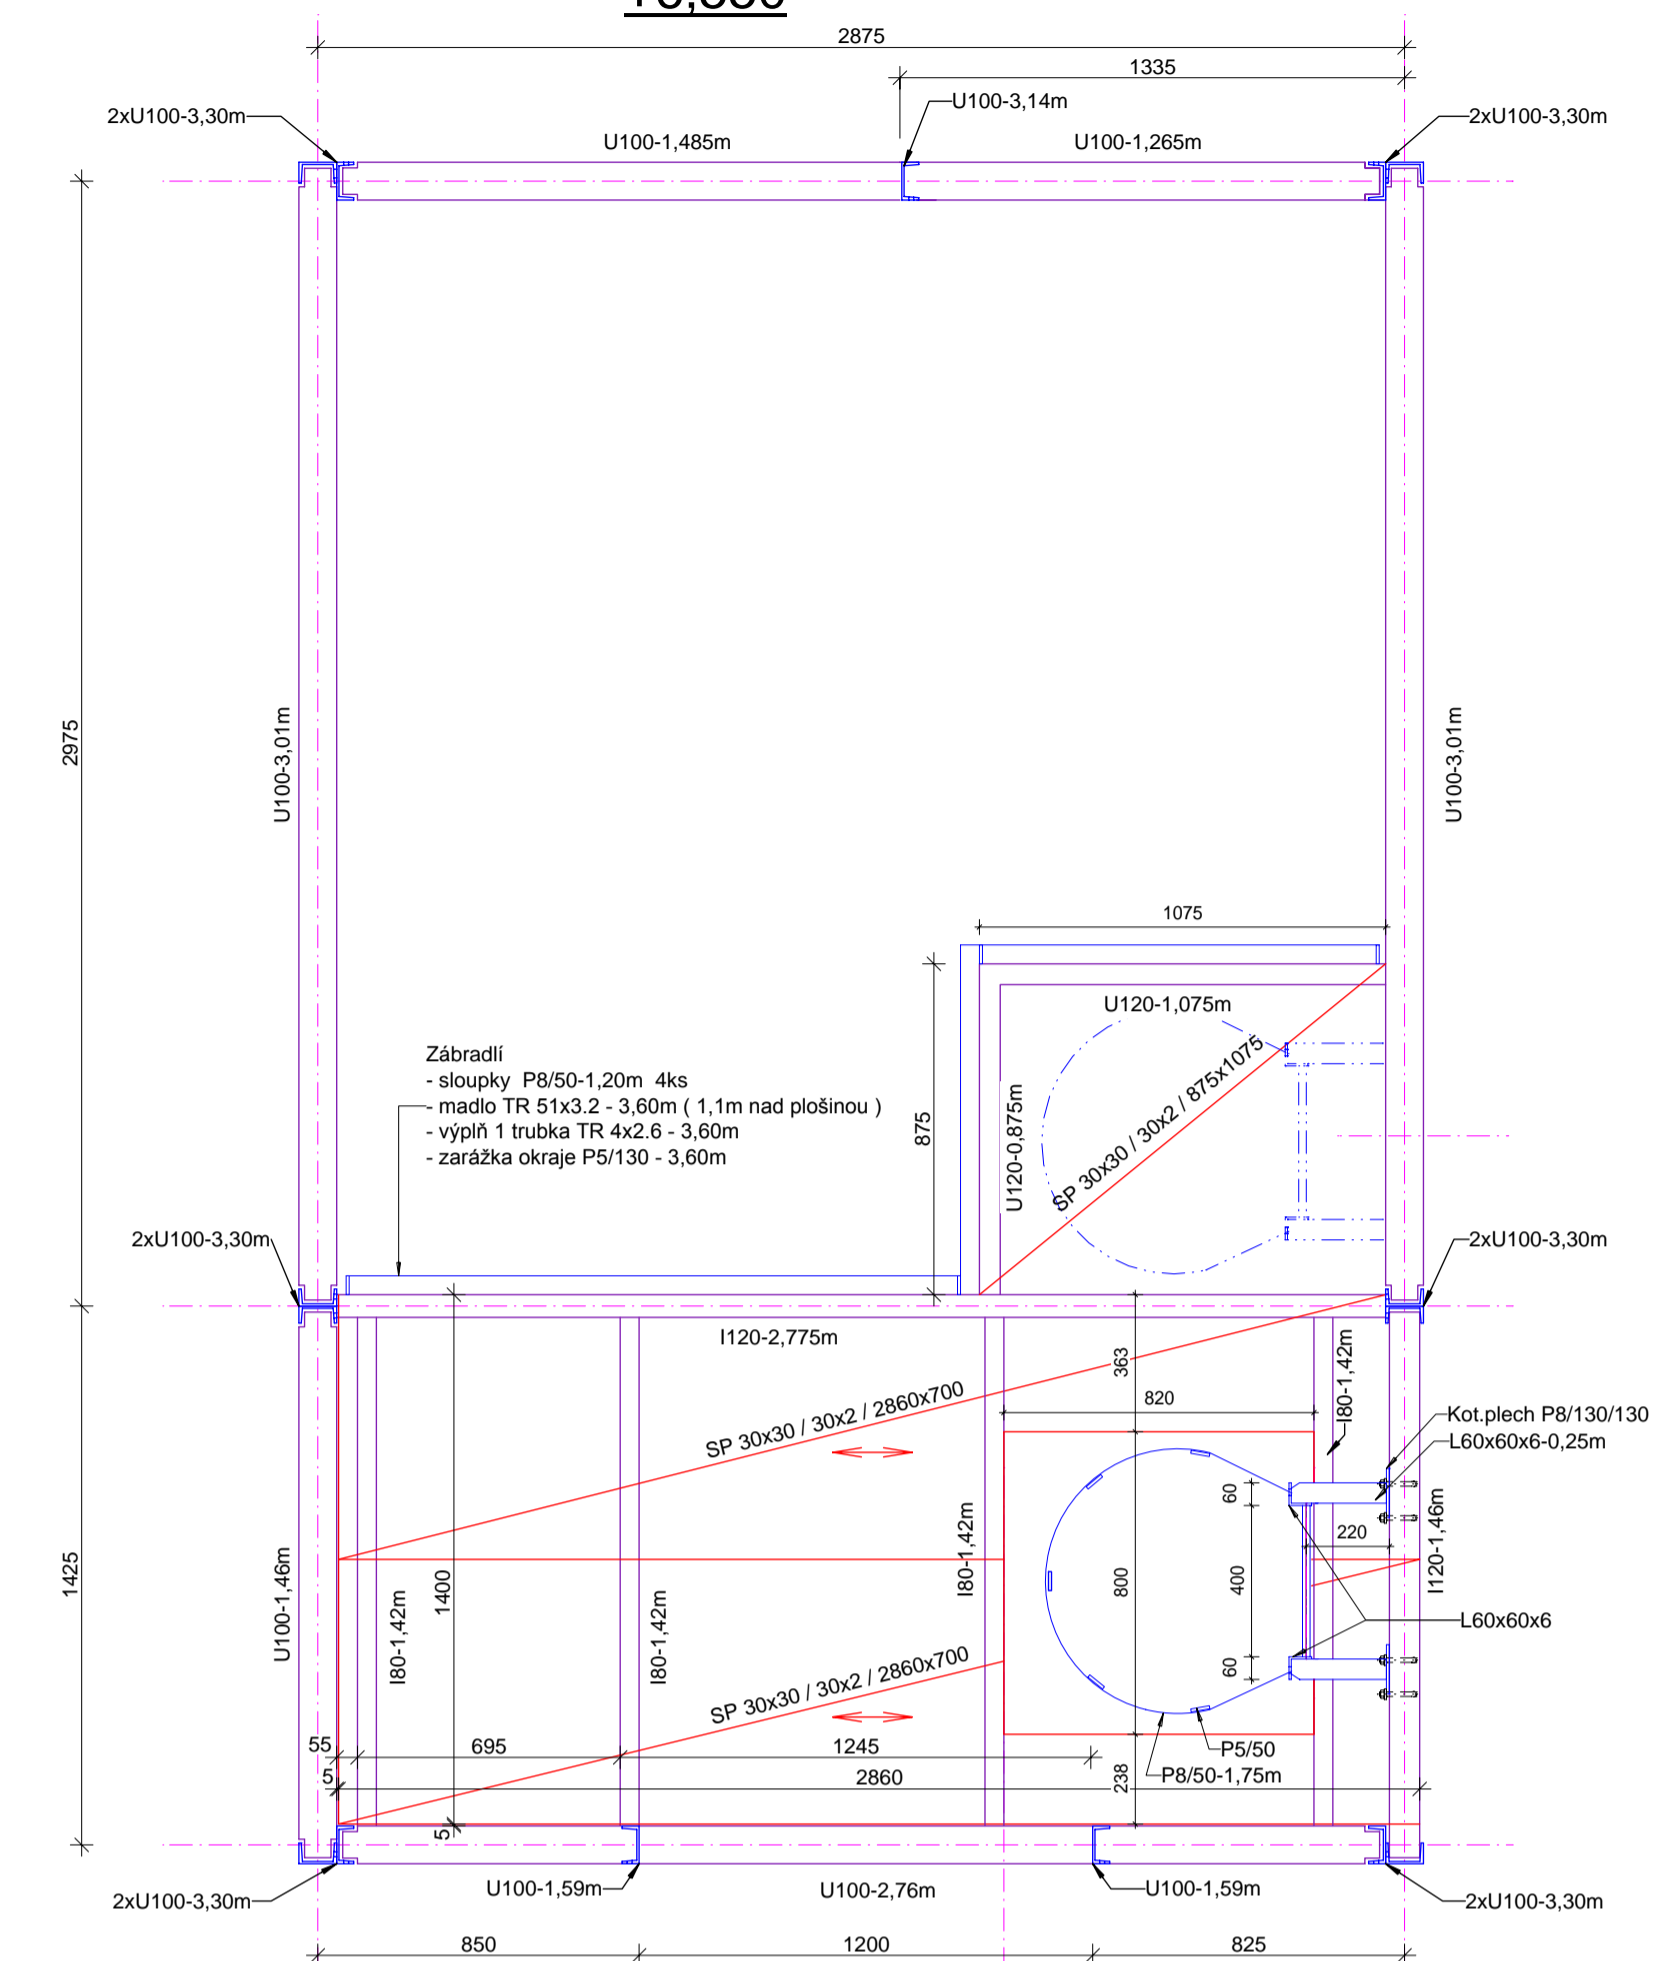 2875
1335
U100-3,14m
2xU100-3,30m
2xU100-3,30m
U100-1,485m
U100-1,265m
2975
U100-3,01m
U100-3,01m
1075
U120-1,075m
875
U120-0,875m
SP 30x30 / 30x2 / 875x1075
Zábradlí
- sloupky P8/50-1,20m 4ks
- madlo TR 51x3.2 - 3,60m ( 1,1m nad plošinou )
- výplň 1 trubka TR 4x2.6 - 3,60m
- zarážka okraje P5/130 - 3,60m
2xU100-3,30m
2xU100-3,30m
I120-2,775m
363
I80-1,42m
820
SP 30x30 / 30x2 / 2860x700
Kot.plech P8/130/130
L60x60x6-0,25m
60
220
I120-1,46m
1425
U100-1,46m
I80-1,42m
1400
I80-1,42m
I80-1,42m
800
400
L60x60x6
60
SP 30x30 / 30x2 / 2860x700
55
695
1245
P5/50
5
2860
238
P8/50-1,75m
5
2xU100-3,30m
U100-1,59m
U100-2,76m
U100-1,59m
2xU100-3,30m
850
1200
825